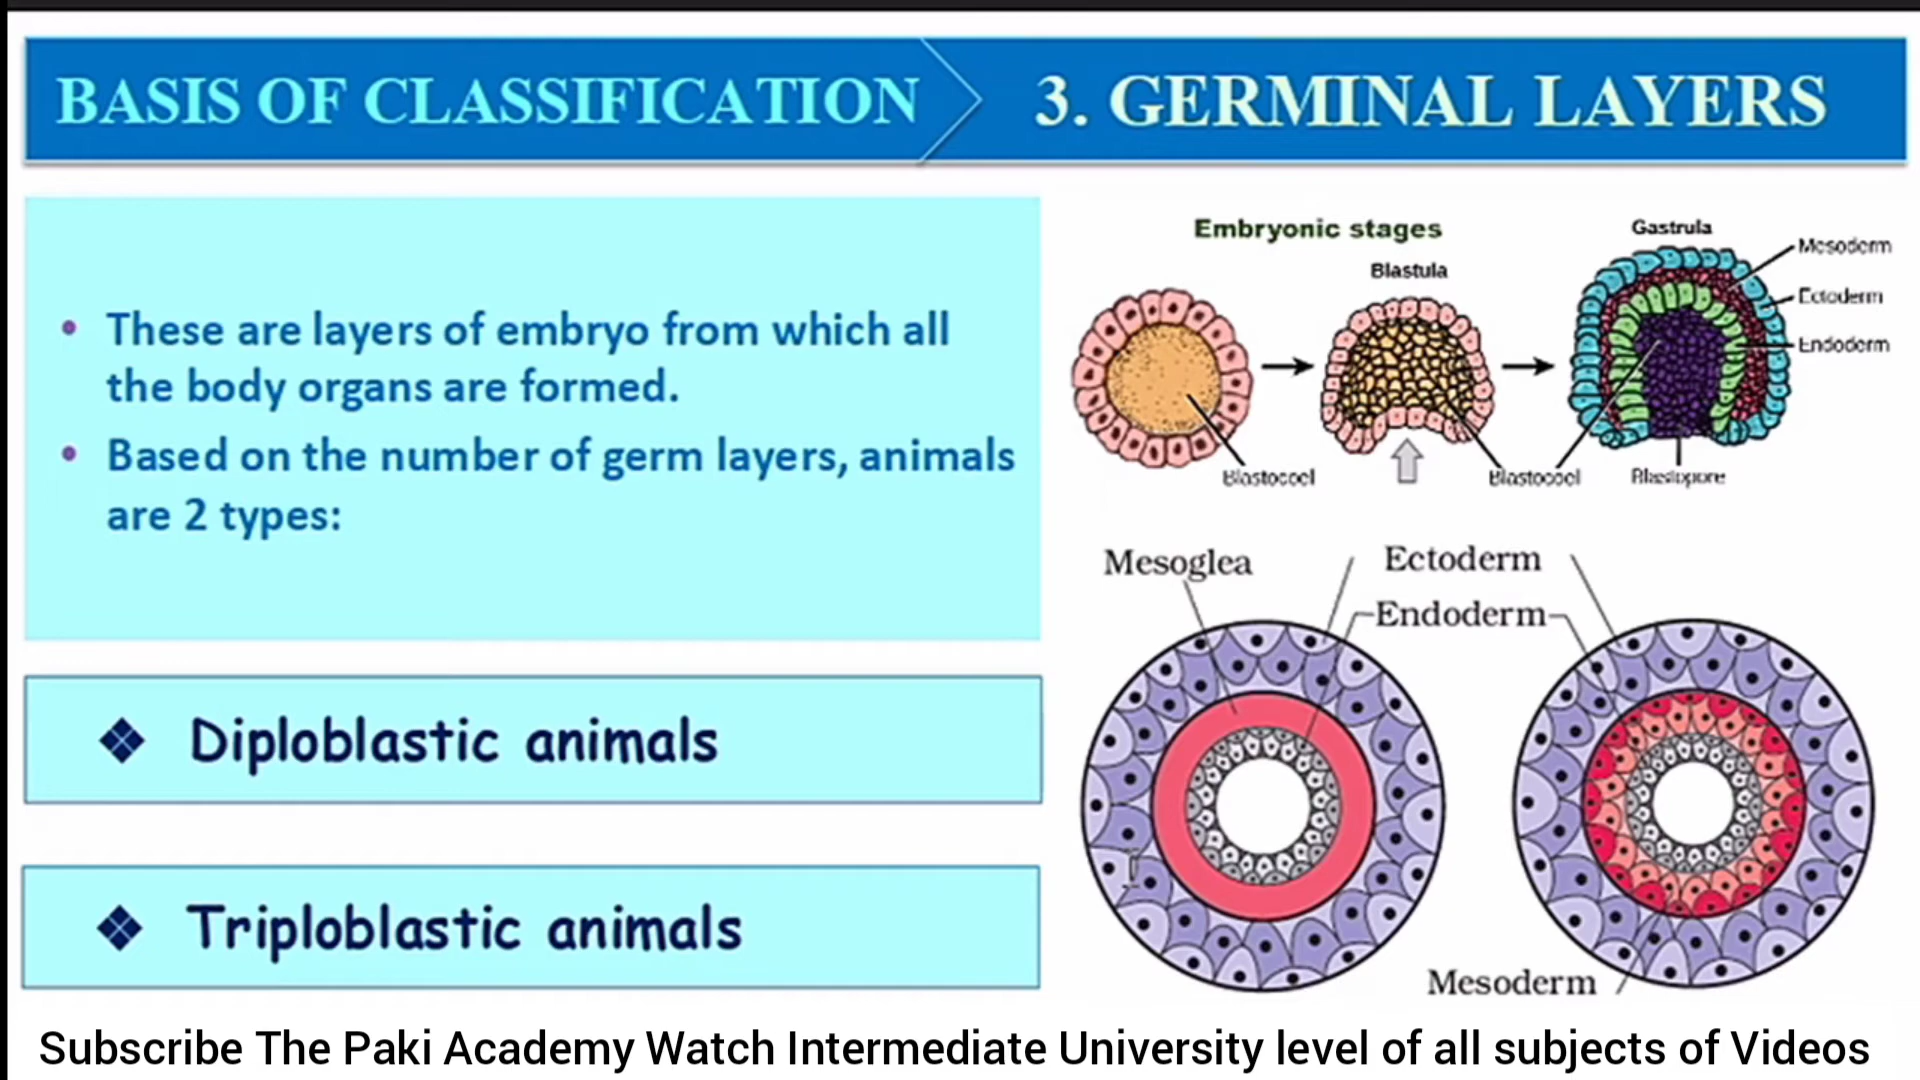 BASIS OF CLASSIFICATION
3. GERMINAL LAYERS
• These are layers of embryo from which all
the body organs are formed.
• Based on the number of germ layers, animals
are 2 types:
❖ Diploblastic animals
❖ Triploblastic animals
Embryonic stages
Blastula
Gastrula
Mesoderm
Ectoderm
Endoderm
Blastocoel
Blastocoel
Blastopore
Mesoglea
Ectoderm
Endoderm
Mesoderm
Subscribe The Paki Academy Watch Intermediate University level of all subjects of Videos